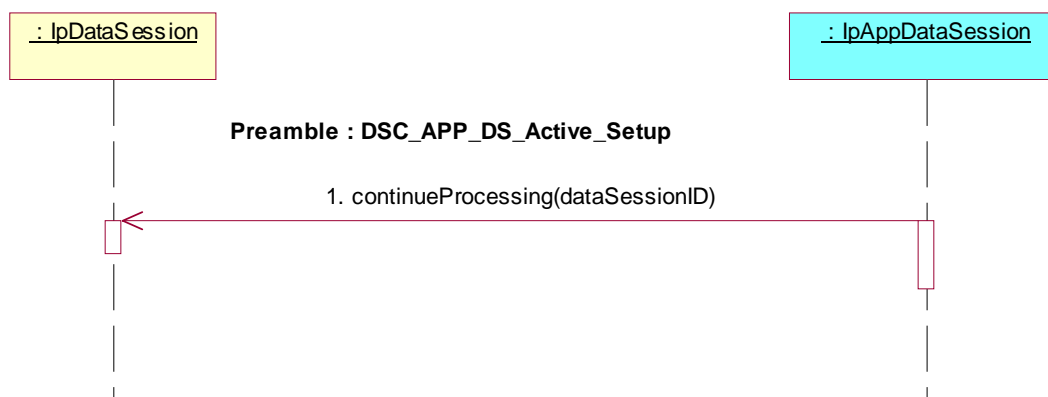 : IpDataSession
: IpAppDataSession
Preamble : DSC_APP_DS_Active_Setup
1. continueProcessing(dataSessionID)